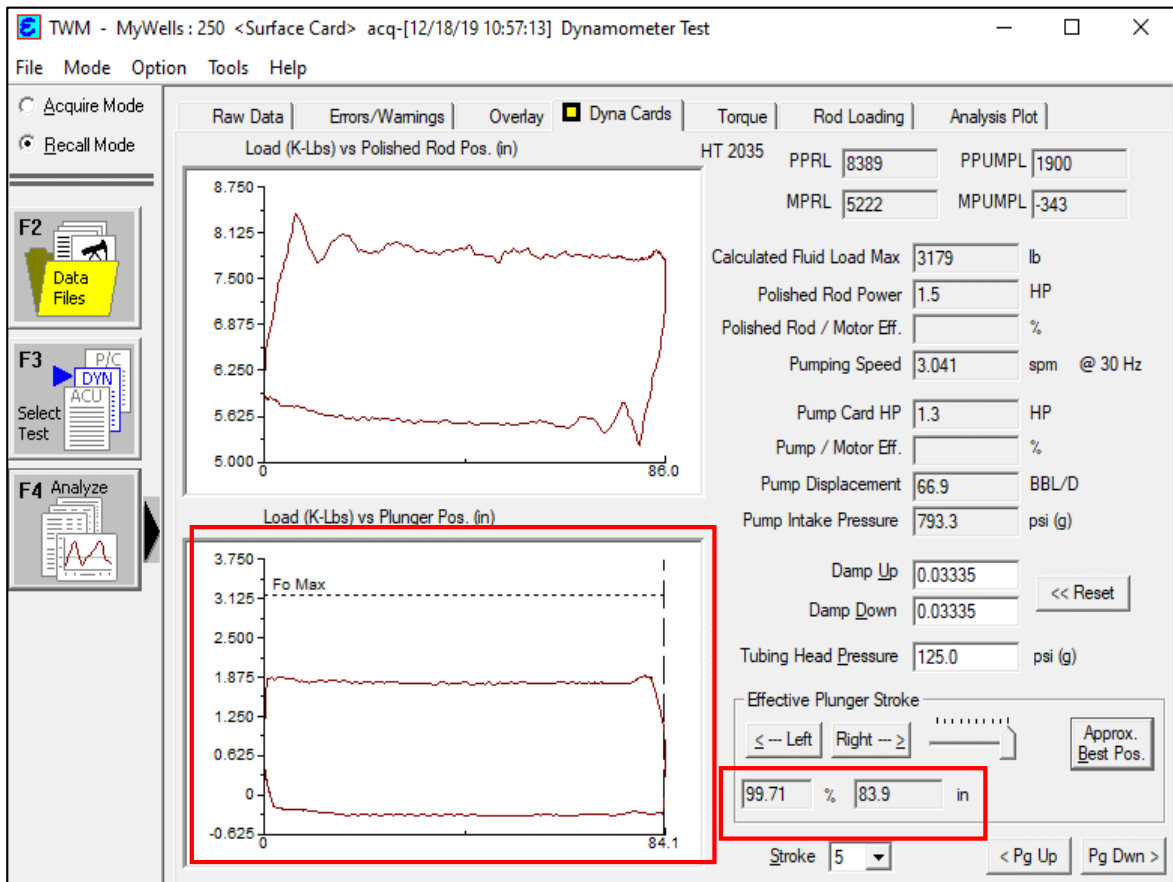 TWM - MyWells : 250 <Surface Card> acq-[12/18/19 10:57:13] Dynamometer Test
File Mode Option Tools Help
Acquire Mode
Recall Mode
F2
Data
Files
F3
P/C
DYN
ACU
Select
Test
F4 Analyze
Raw Data
Errors/Warnings
Overlay
Dyna Cards
Torque
Rod Loading
Analysis Plot
Load (K-Lbs) vs Polished Rod Pos. (in)
8.750
8.125
7.500
6.875
6.250
5.625
5.000
0 86.0
Load (K-Lbs) vs Plunger Pos. (in)
3.750
Fo Max
3.125
2.500
1.875
1.250
0.625
0
-0.625
0 84.1
HT 2035
PPRL 8389 PPUMPL 1900
MPRL 5222 MPUMPL -343
Calculated Fluid Load Max 3179 lb
Polished Rod Power 1.5 HP
Polished Rod / Motor Eff. %
Pumping Speed 3.041 spm @ 30 Hz
Pump Card HP 1.3 HP
Pump / Motor Eff. %
Pump Displacement 66.9 BBL/D
Pump Intake Pressure 793.3 psi (g)
Damp Up 0.03335
<< Reset
Damp Down 0.03335
Tubing Head Pressure 125.0 psi (g)
Effective Plunger Stroke
< --- Left Right --- >
Approx.
Best Pos.
99.71 % 83.9 in
Stroke 5 < Pg Up Pg Dwn >